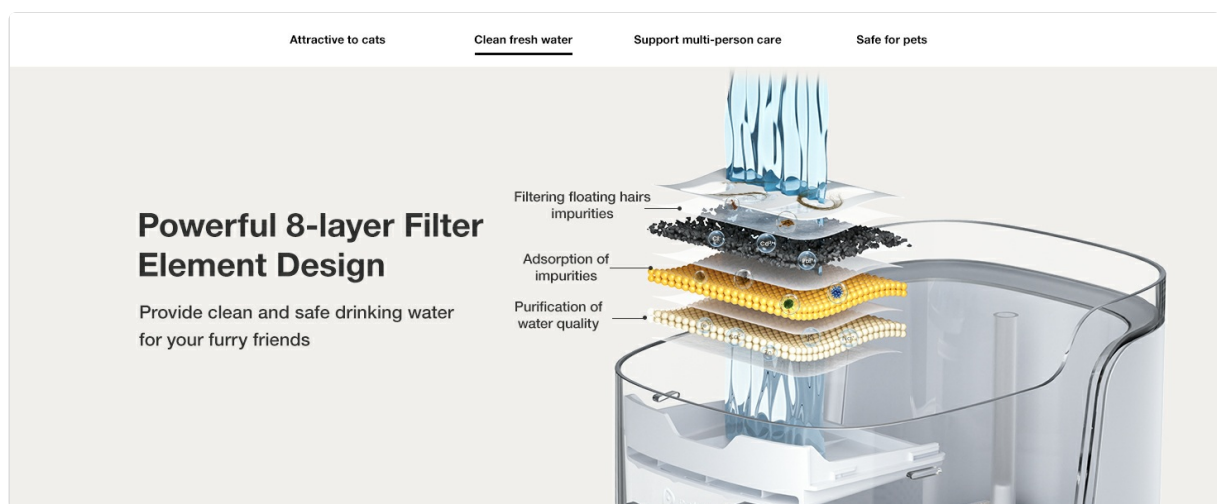 Attractive to cats
Clean fresh water
Support multi-person care
Safe for pets
Powerful 8-layer Filter
Element Design
Provide clean and safe drinking water
for your furry friends
Filtering floating hairs
impurities
Adsorption of
impurities
Purification of
water quality